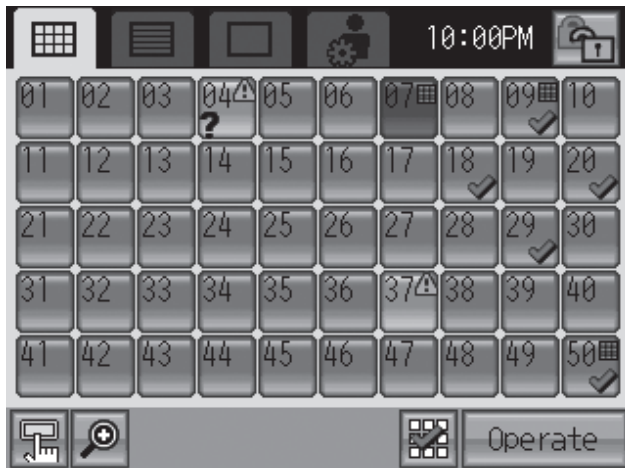 10:00PM
01 02 03 04 05 06 07 08 09 10
?
11 12 13 14 15 16 17 18 19 20
21 22 23 24 25 26 27 28 29 30
31 32 33 34 35 36 37 38 39 40
41 42 43 44 45 46 47 48 49 50
Operate